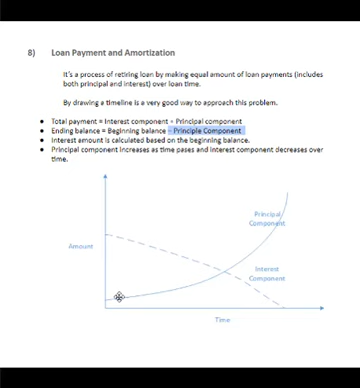 8) Loan Payment and Amortization
It's a process of retiring loan by making equal amount of loan payments (includes
both principal and interest) over loan time.
By drawing a timeline is a very good way to approach this problem.
• Total payment = Interest component + Principal component
• Ending balance = Beginning balance – Principle Component
• Interest amount is calculated based on the beginning balance.
• Principal component increases as time pases and interest component decreases over
time.
Principal
Component
Amount
Interest
Component
Time